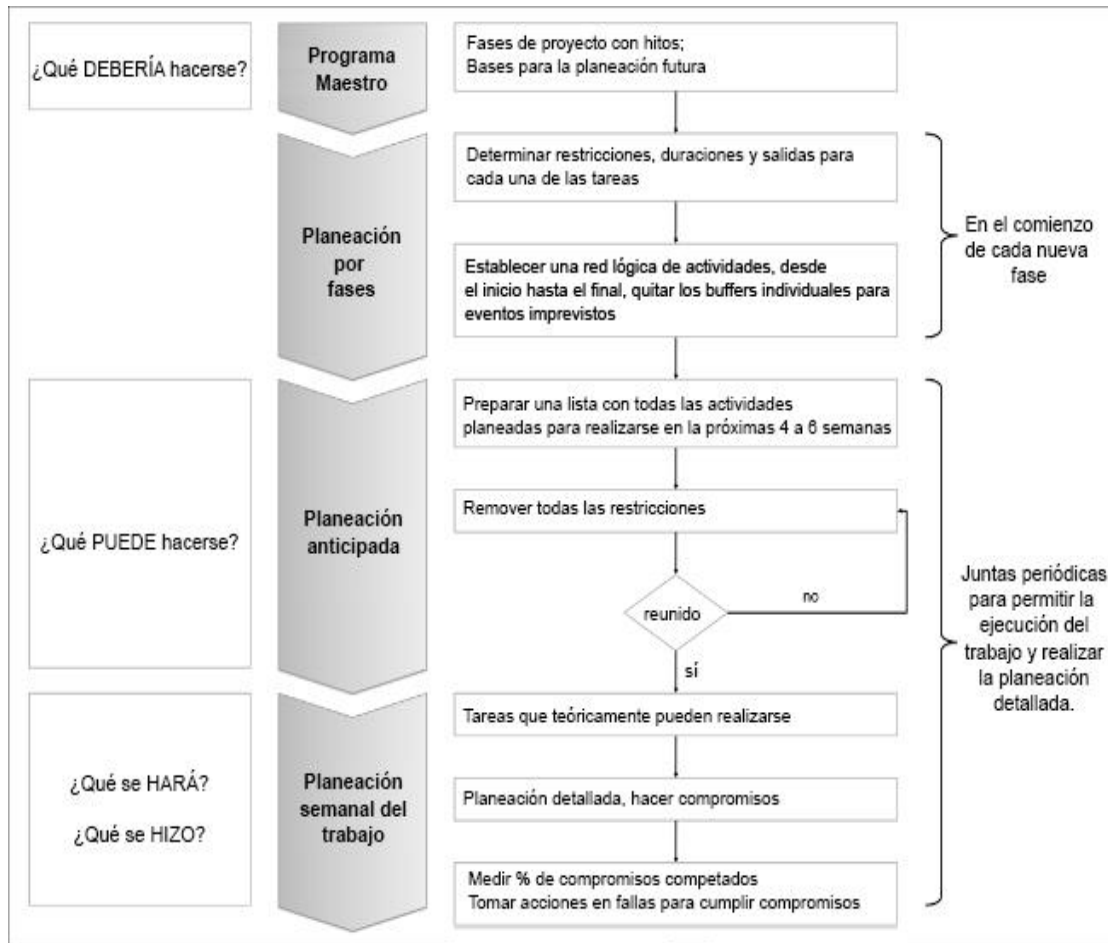 ¿Qué DEBERÍA hacerse?
Programa
Maestro
Fases de proyecto con hitos;
Bases para la planeación futura
Planeación
por
fases
Determinar restricciones, duraciones y salidas para
cada una de las tareas
Establecer una red lógica de actividades, desde
el inicio hasta el final, quitar los buffers individuales para
eventos imprevistos
En el comienzo
de cada nueva
fase
¿Qué PUEDE hacerse?
Planeación
anticipada
Preparar una lista con todas las actividades
planeadas para realizarse en la próximas 4 a 6 semanas
Remover todas las restricciones
reunido
no
sí
Juntas periódicas
para permitir la
ejecución del
trabajo y realizar
la planeación
detallada.
¿Qué se HARÁ?
¿Qué se HIZO?
Planeación
semanal del
trabajo
Tareas que teóricamente pueden realizarse
Planeación detallada, hacer compromisos
Medir % de compromisos competados
Tomar acciones en fallas para cumplir compromisos